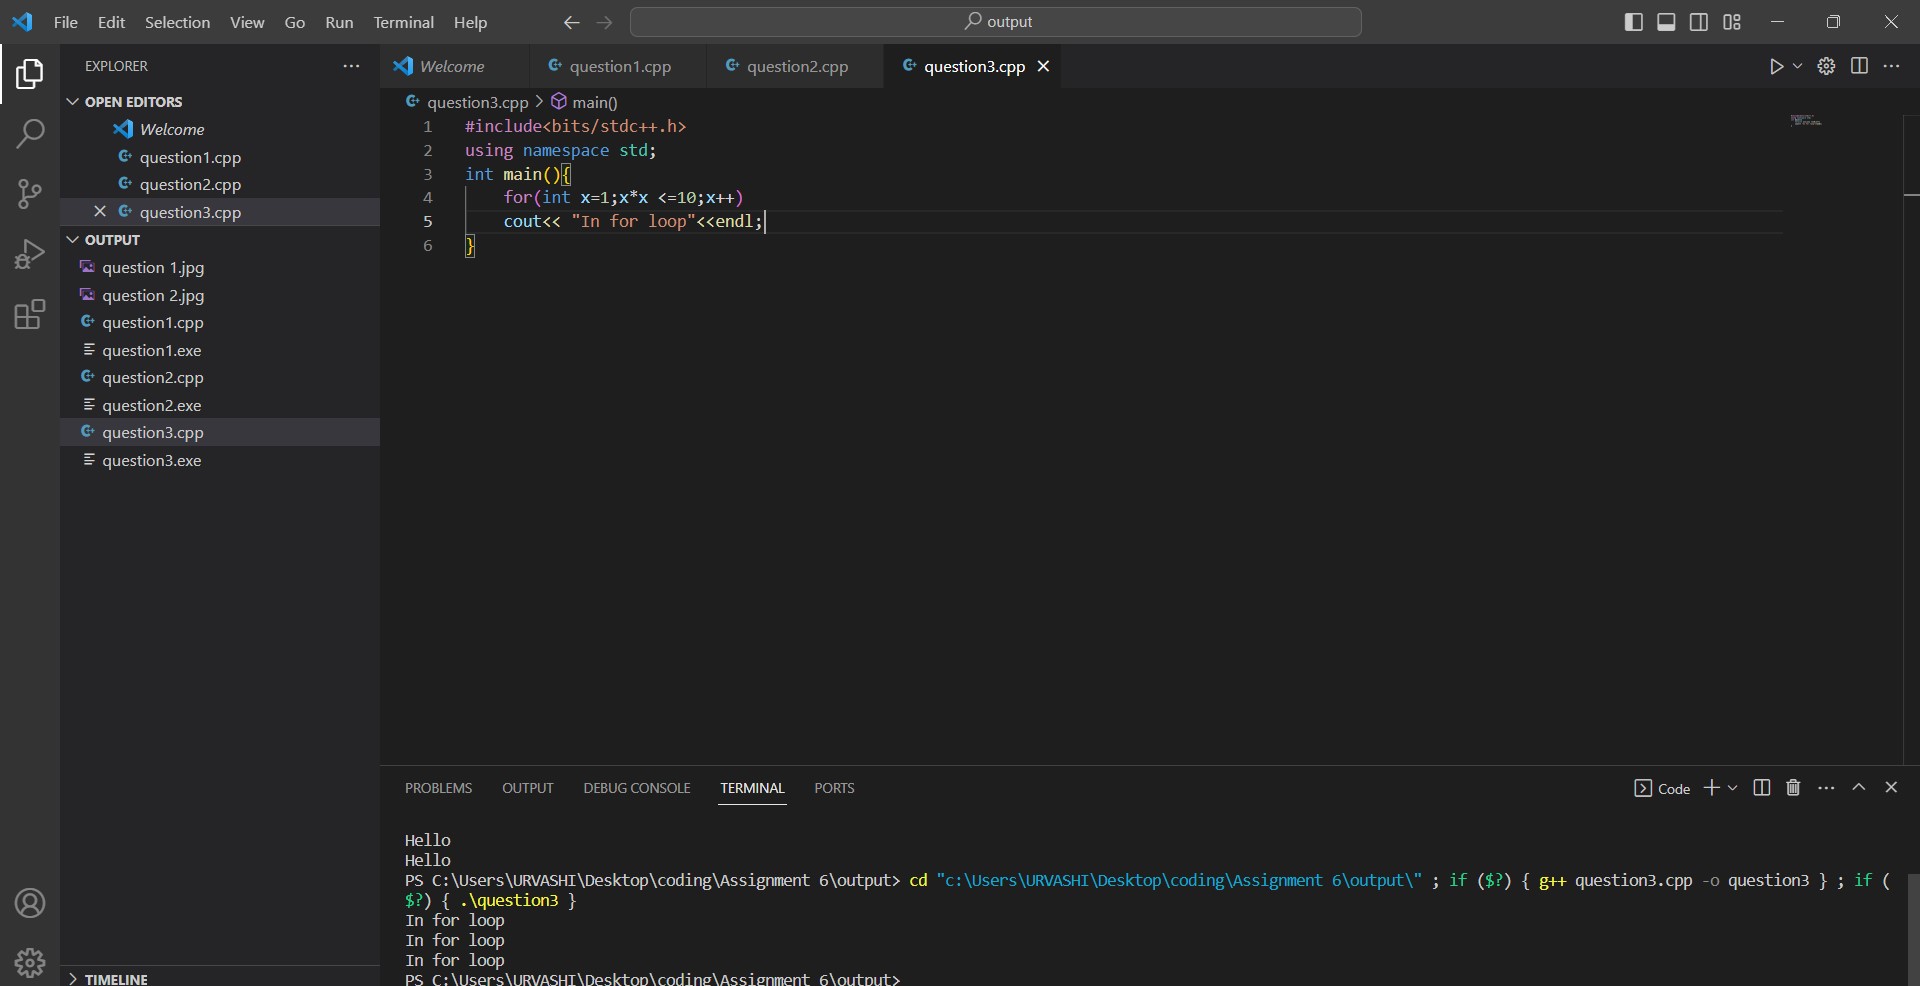 File Edit Selection View Go Run Terminal Help
output
EXPLORER
OPEN EDITORS
Welcome
question1.cpp
question2.cpp
question3.cpp
OUTPUT
question 1.jpg
question 2.jpg
question1.cpp
question1.exe
question2.cpp
question2.exe
question3.cpp
question3.exe
TIMELINE
Welcome question1.cpp question2.cpp question3.cpp
question3.cpp > main()
1 #include<bits/stdc++.h>
2 using namespace std;
3 int main(){
4 for(int x=1;x*x <=10;x++)
5 cout<< "In for loop"<<endl;
6 }
PROBLEMS OUTPUT DEBUG CONSOLE TERMINAL PORTS
Code
Hello
Hello
PS C:\Users\URVASHI\Desktop\coding\Assignment 6\output> cd "c:\Users\URVASHI\Desktop\coding\Assignment 6\output\" ; if ($?) { g++ question3.cpp -o question3 } ; if (
$?) { .\question3 }
In for loop
In for loop
In for loop
PS C:\Users\URVASHI\Desktop\coding\Assignment 6\output>